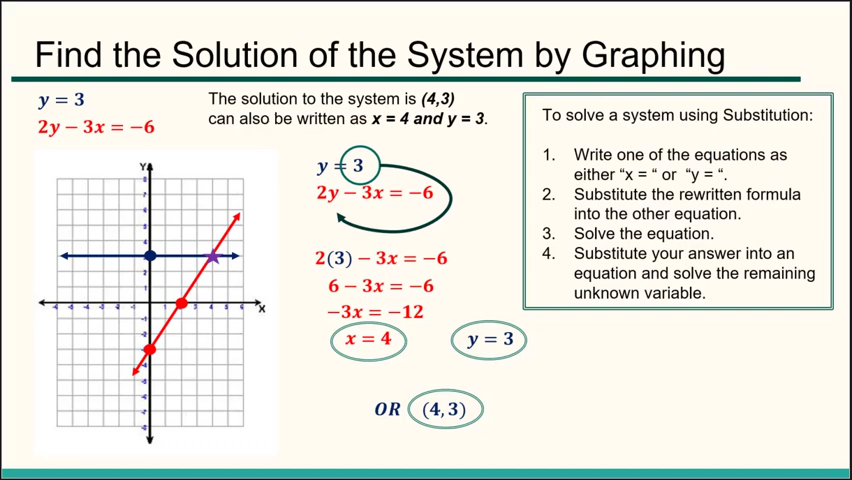 Find the Solution of the System by Graphing
y = 3
2y − 3x = −6
The solution to the system is (4,3)
can also be written as x = 4 and y = 3.
y = 3
2y − 3x = −6
2(3) − 3x = −6
6 − 3x = −6
−3x = −12
x = 4
y = 3
OR (4, 3)
To solve a system using Substitution:
1. Write one of the equations as
either “x = “ or “y = “.
2. Substitute the rewritten formula
into the other equation.
3. Solve the equation.
4. Substitute your answer into an
equation and solve the remaining
unknown variable.
Y
X